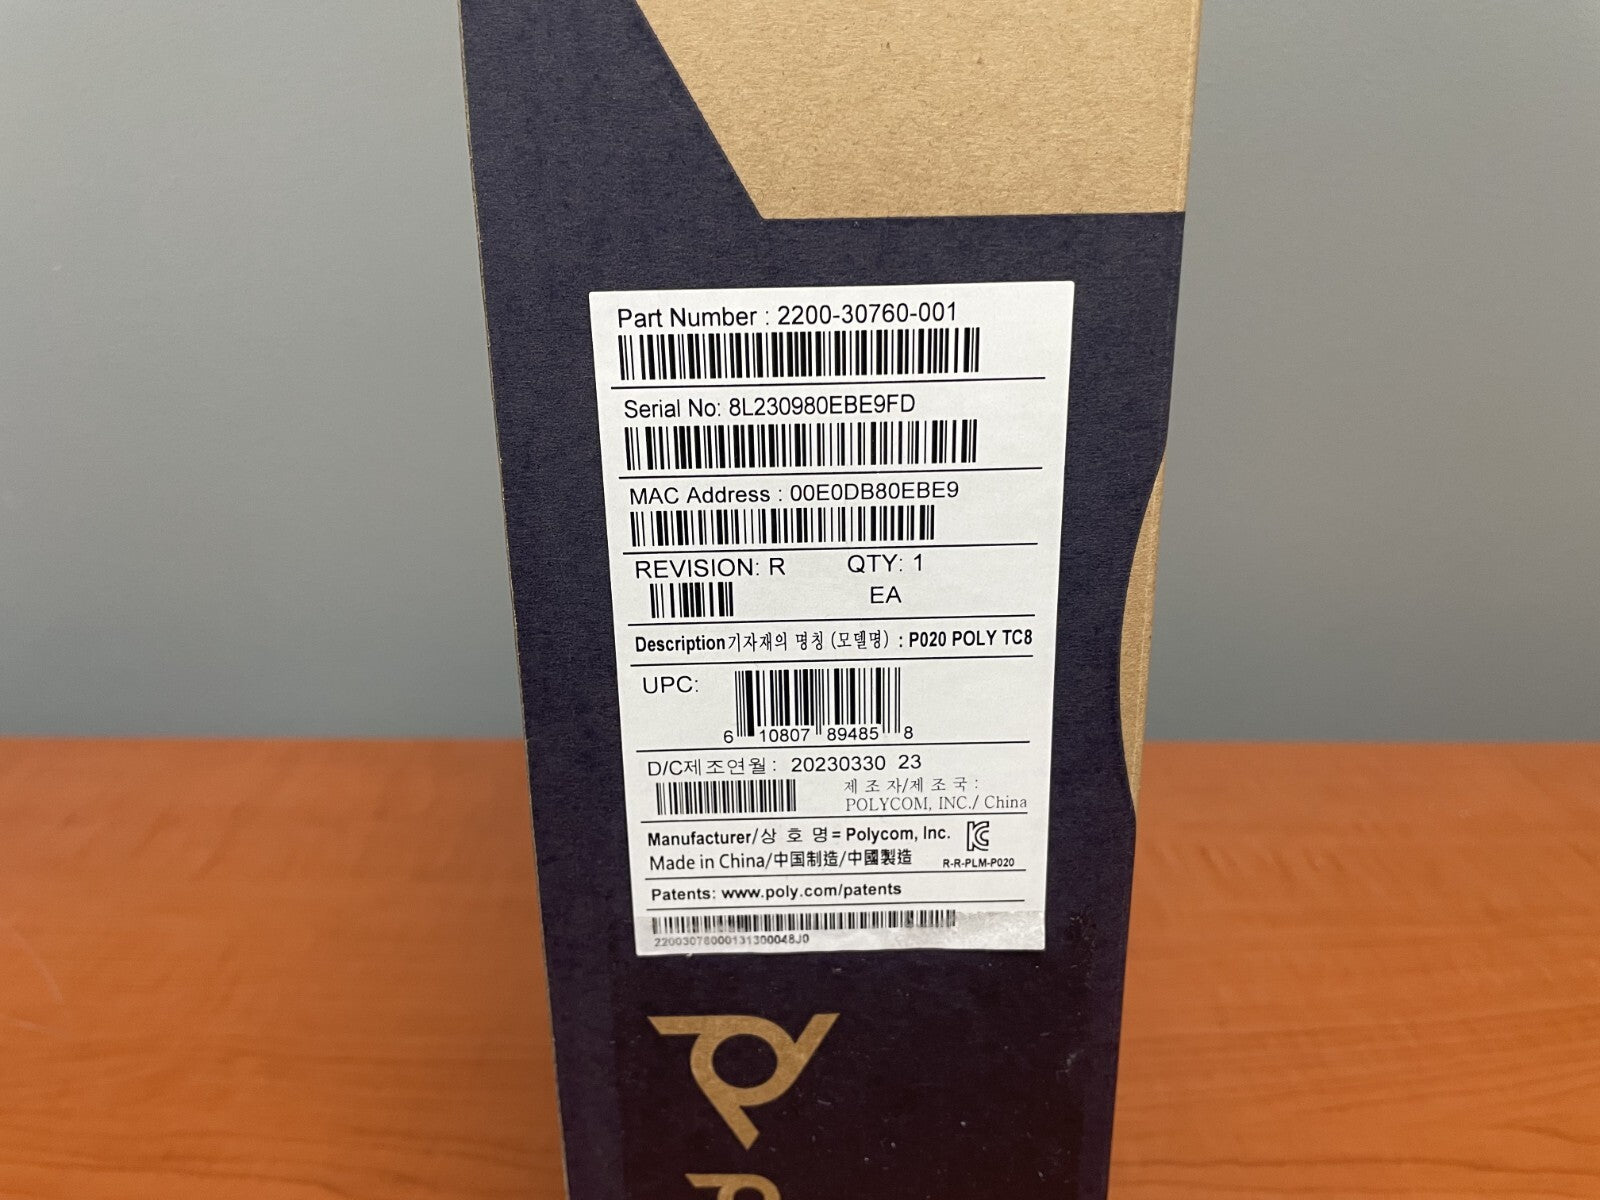 Part Number : 2200-30760-001
Serial No: 8L230980EBE9FD
MAC Address : 00E0DB80EBE9
REVISION: R QTY: 1
EA
Description기자재의 명칭 (모델명) : P020 POLY TC8
UPC:
6 10807 89485 8
D/C제조연월: 20230330 23
제 조 자/제 조 국 :
POLYCOM, INC./ China
Manufacturer/상 호 명= Polycom, Inc.
Made in China/中国制造/中國製造 R-R-PLM-P020
Patents: www.poly.com/patents
2200307800013130004­8J0